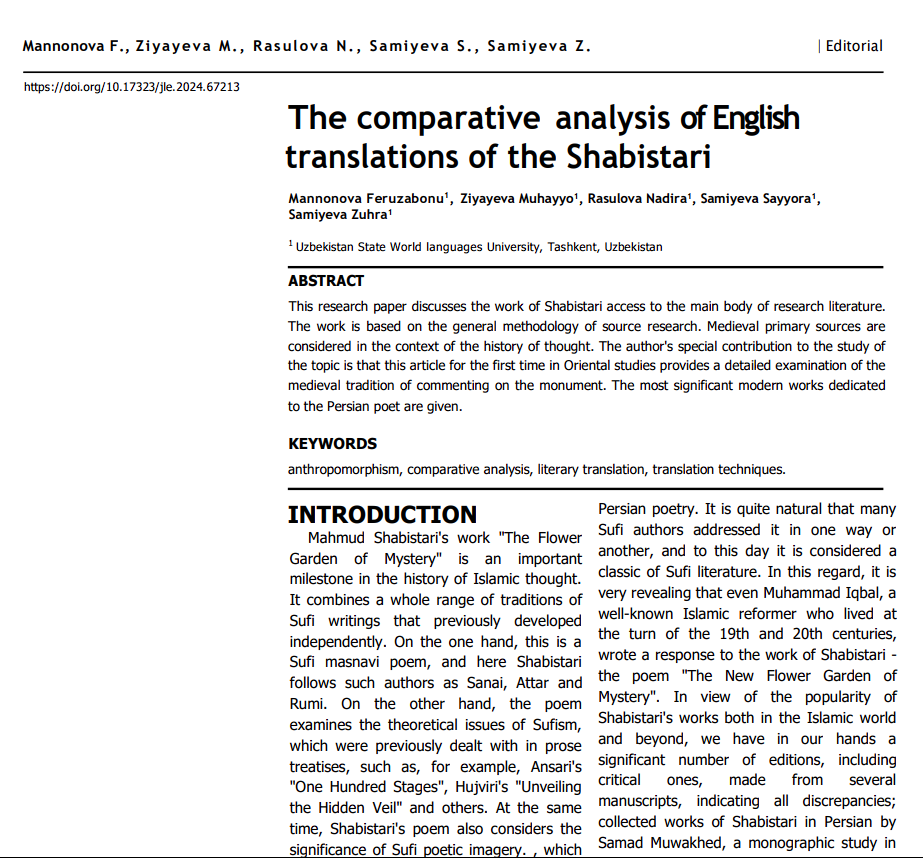 Mannonova F., Ziyayeva M., Rasulova N., Samiyeva S., Samiyeva Z.
| Editorial
https://doi.org/10.17323/jle.2024.67213
The comparative analysis of English
translations of the Shabistari
Mannonova Feruzabonu¹, Ziyayeva Muhayyo¹, Rasulova Nadira¹, Samiyeva Sayyora¹,
Samiyeva Zuhra¹
¹ Uzbekistan State World languages University, Tashkent, Uzbekistan
ABSTRACT
This research paper discusses the work of Shabistari access to the main body of research literature.
The work is based on the general methodology of source research. Medieval primary sources are
considered in the context of the history of thought. The author's special contribution to the study of
the topic is that this article for the first time in Oriental studies provides a detailed examination of the
medieval tradition of commenting on the monument. The most significant modern works dedicated
to the Persian poet are given.
KEYWORDS
anthropomorphism, comparative analysis, literary translation, translation techniques.
INTRODUCTION
Mahmud Shabistari's work "The Flower
Garden of Mystery" is an important
milestone in the history of Islamic thought.
It combines a whole range of traditions of
Sufi writings that previously developed
independently. On the one hand, this is a
Sufi masnavi poem, and here Shabistari
follows such authors as Sanai, Attar and
Rumi. On the other hand, the poem
examines the theoretical issues of Sufism,
which were previously dealt with in prose
treatises, such as, for example, Ansari's
"One Hundred Stages", Hujviri's "Unveiling
the Hidden Veil" and others. At the same
time, Shabistari's poem also considers the
significance of Sufi poetic imagery. , which
Persian poetry. It is quite natural that many
Sufi authors addressed it in one way or
another, and to this day it is considered a
classic of Sufi literature. In this regard, it is
very revealing that even Muhammad Iqbal, a
well-known Islamic reformer who lived at
the turn of the 19th and 20th centuries,
wrote a response to the work of Shabistari -
the poem "The New Flower Garden of
Mystery". In view of the popularity of
Shabistari's works both in the Islamic world
and beyond, we have in our hands a
significant number of editions, including
critical ones, made from several
manuscripts, indicating all discrepancies;
collected works of Shabistari in Persian by
Samad Muwakhed, a monographic study in